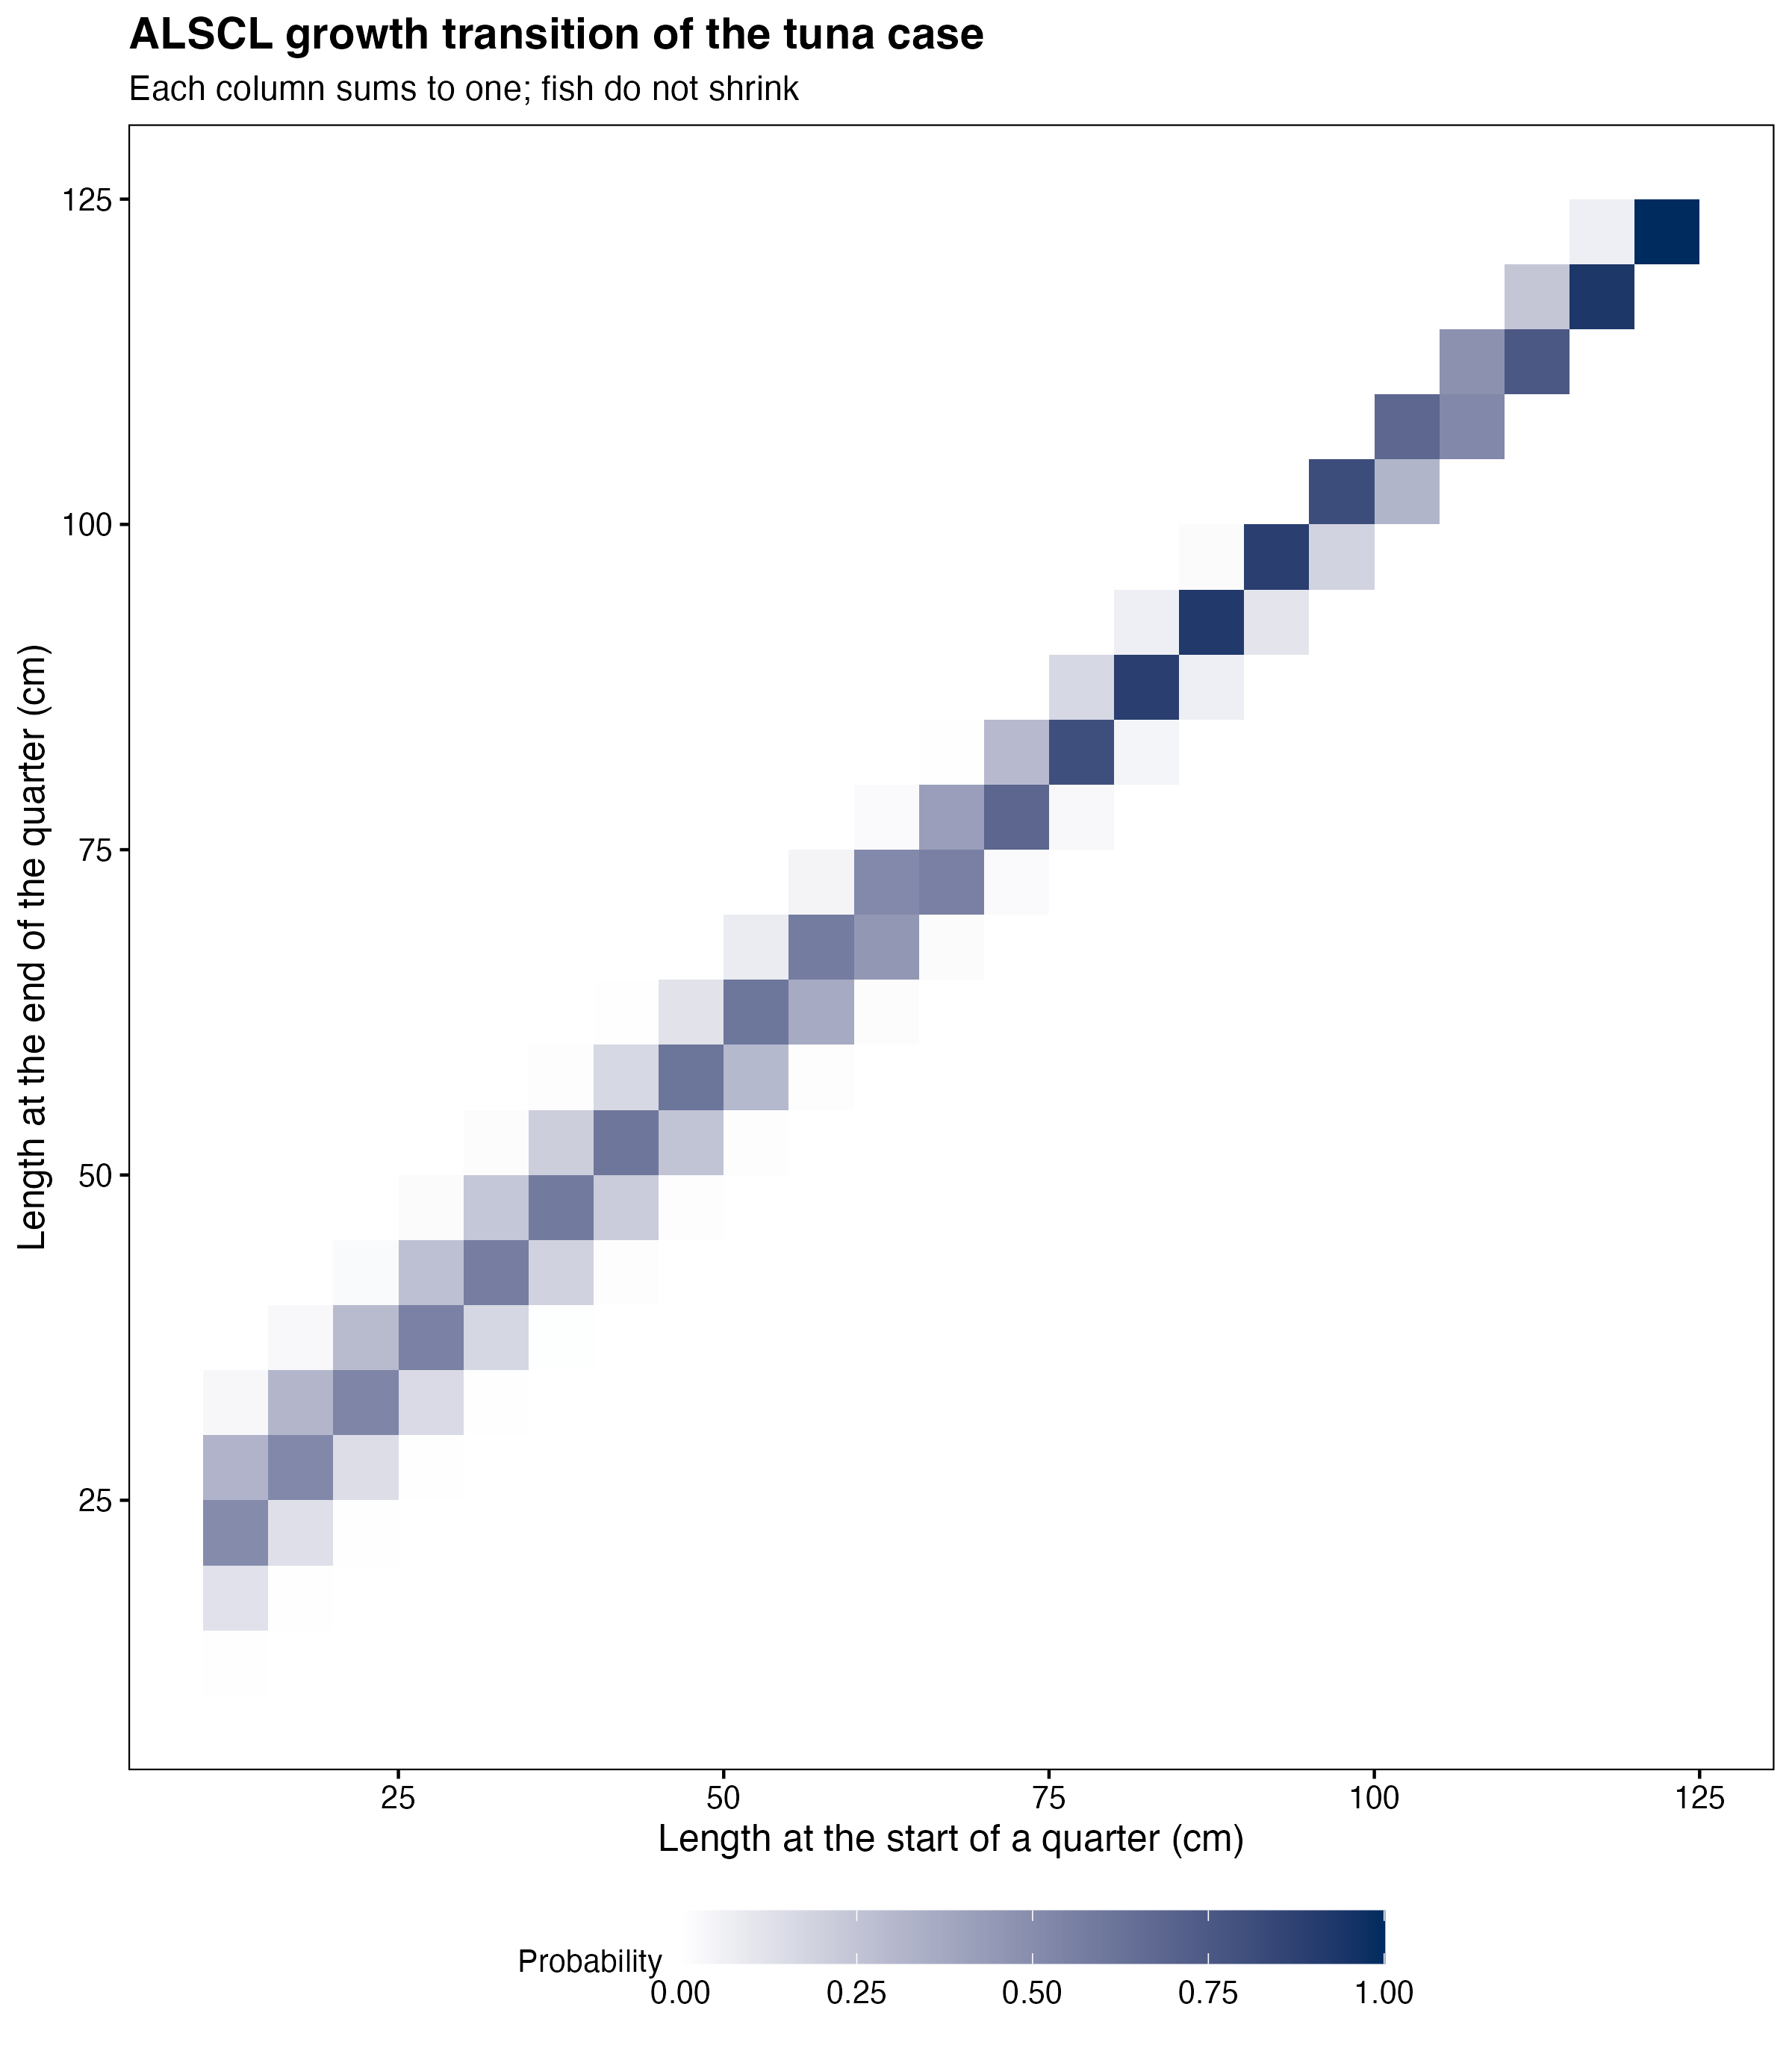 ALSCL growth transition of the tuna case
Each column sums to one; fish do not shrink
Length at the end of the quarter (cm)
125
100
75
50
25
25 50 75 100 125
Length at the start of a quarter (cm)
Probability
0.00 0.25 0.50 0.75 1.00